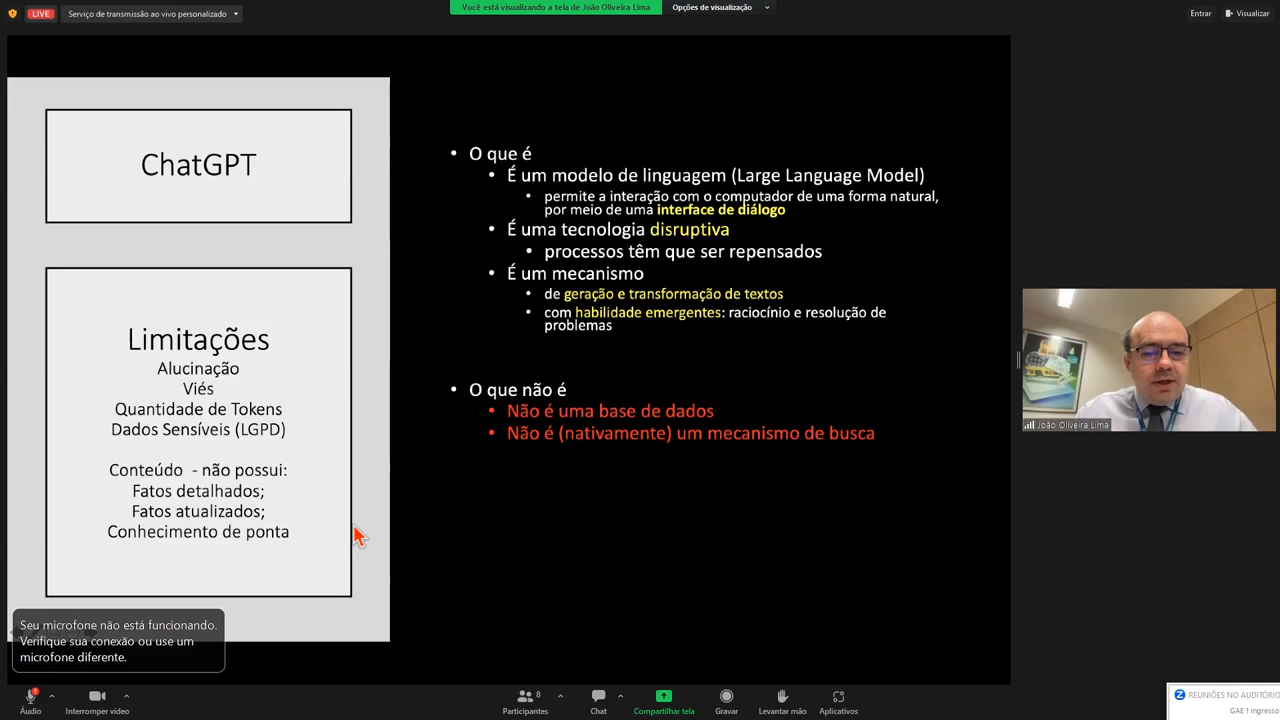 LIVE
Serviço de transmissão ao vivo personalizado
Você está visualizando a tela de João Oliveira Lima
Opções de visualização
Entrar
Visualizar
ChatGPT
Limitações
Alucinação
Viés
Quantidade de Tokens
Dados Sensíveis (LGPD)
Conteúdo - não possui:
Fatos detalhados;
Fatos atualizados;
Conhecimento de ponta
• O que é
• É um modelo de linguagem (Large Language Model)
• permite a interação com o computador de uma forma natural,
por meio de uma interface de diálogo
• É uma tecnologia disruptiva
• processos têm que ser repensados
• É um mecanismo
• de geração e transformação de textos
• com habilidade emergentes: raciocínio e resolução de
problemas
• O que não é
• Não é uma base de dados
• Não é (nativamente) um mecanismo de busca
João Oliveira Lima
Seu microfone não está funcionando.
Verifique sua conexão ou use um
microfone diferente.
Áudio
Interromper vídeo
Participantes
8
Chat
Compartilhar tela
Gravar
Levantar mão
Aplicativos
REUNIÕES NO AUDITÓRIO
GAE 1 ingresso